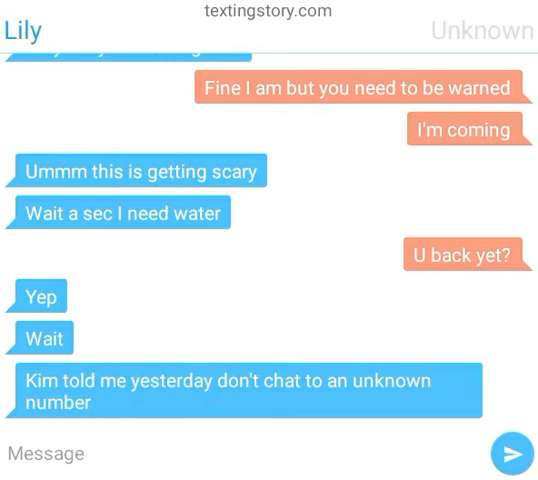 textingstory.com
Lily
Unknown
Fine I am but you need to be warned
I'm coming
Ummm this is getting scary
Wait a sec I need water
U back yet?
Yep
Wait
Kim told me yesterday don't chat to an unknown
number
Message